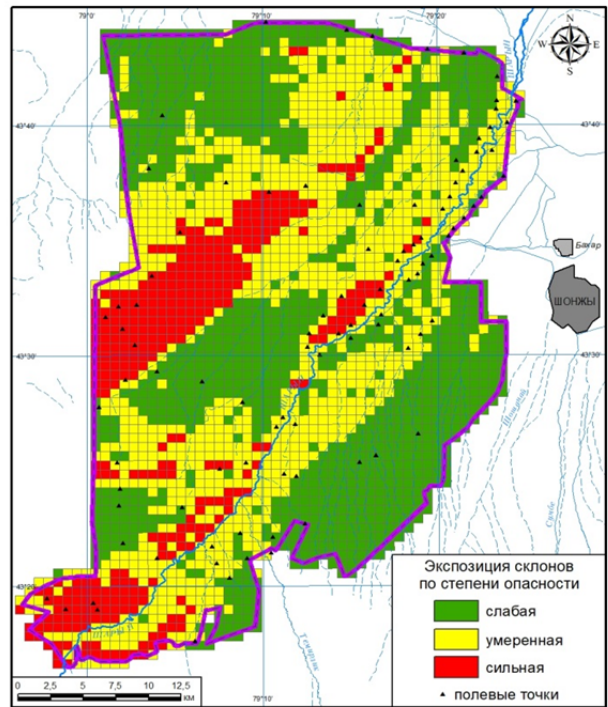 79°0'
79°10'
79°20'
N
W E
S
Шарын
43°40'
43°40'
Бахар
ШОНЖЫ
43°30'
43°30'
43°20'
Темирлик
79°10'
0 2,5 5 7,5 10 12,5
км
Экспозиция склонов
по степени опасности
слабая
умеренная
сильная
полевые точки